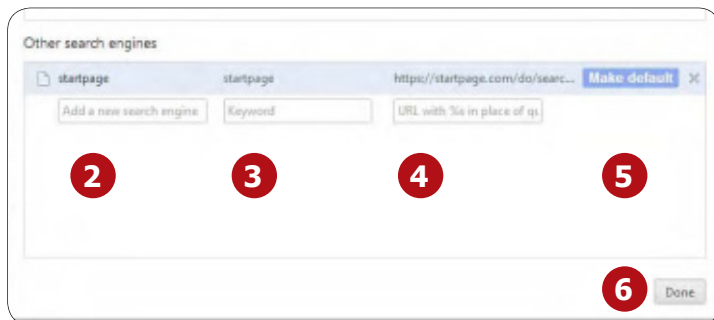 Other search engines
startpage startpage https://startpage.com/do/searc... Make default ×
Add a new search engine Keyword URL with %s in place of qu
2 3 4 5
6 Done